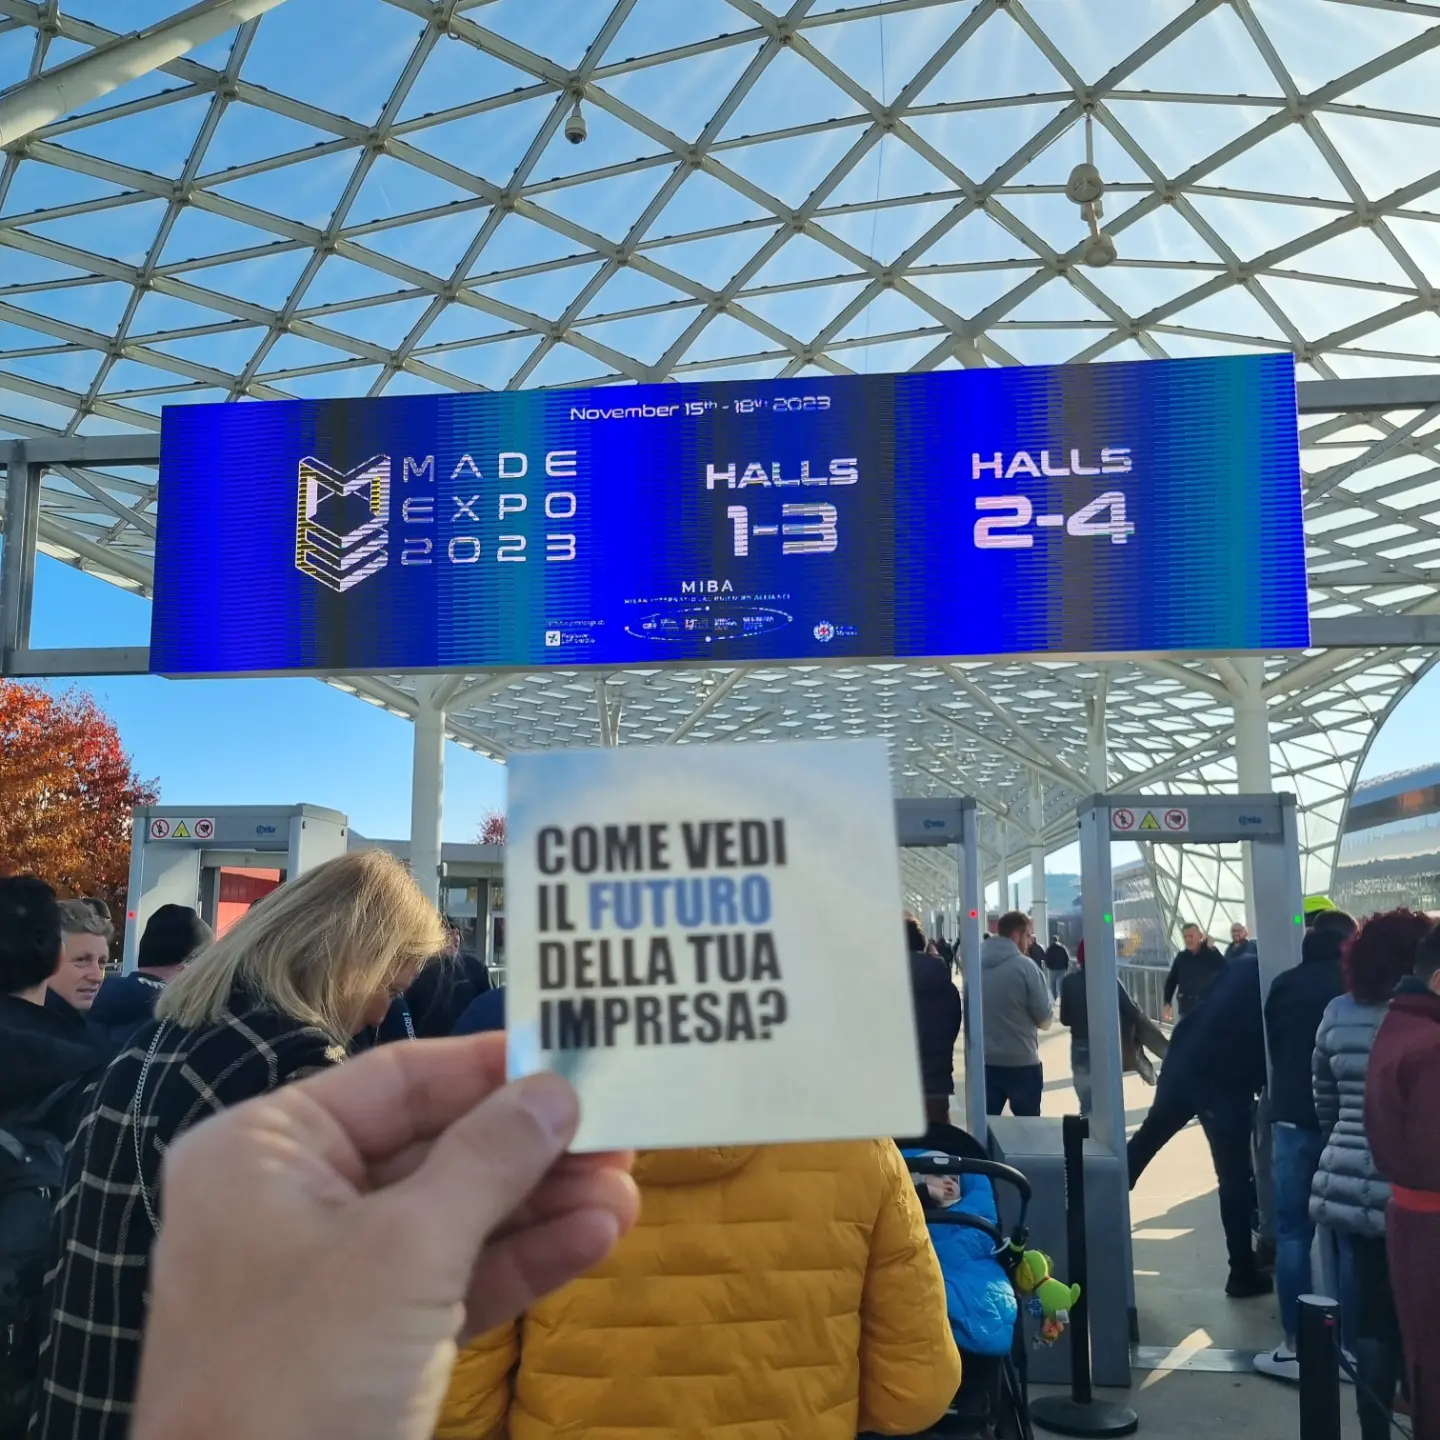 November 15th - 18th 2023
MADE
EXPO
2023
HALLS
1-3
HALLS
2-4
MIBA
COME VEDI
IL FUTURO
DELLA TUA
IMPRESA?